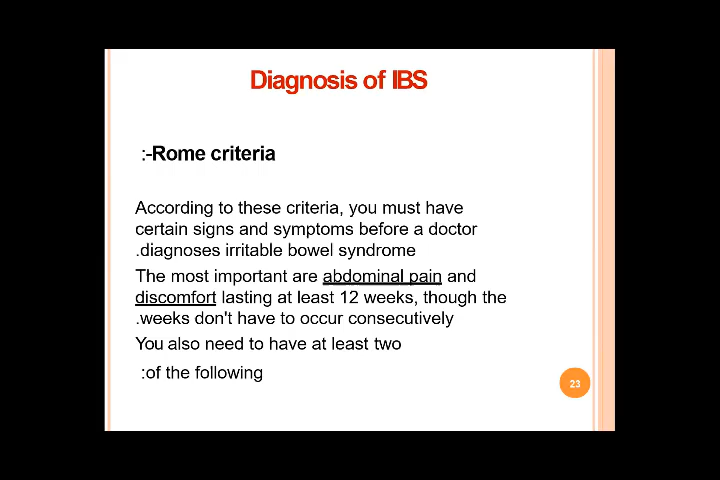 Diagnosis of IBS
:-Rome criteria
According to these criteria, you must have
certain signs and symptoms before a doctor
.diagnoses irritable bowel syndrome
The most important are abdominal pain and
discomfort lasting at least 12 weeks, though the
.weeks don't have to occur consecutively
You also need to have at least two
:of the following
23